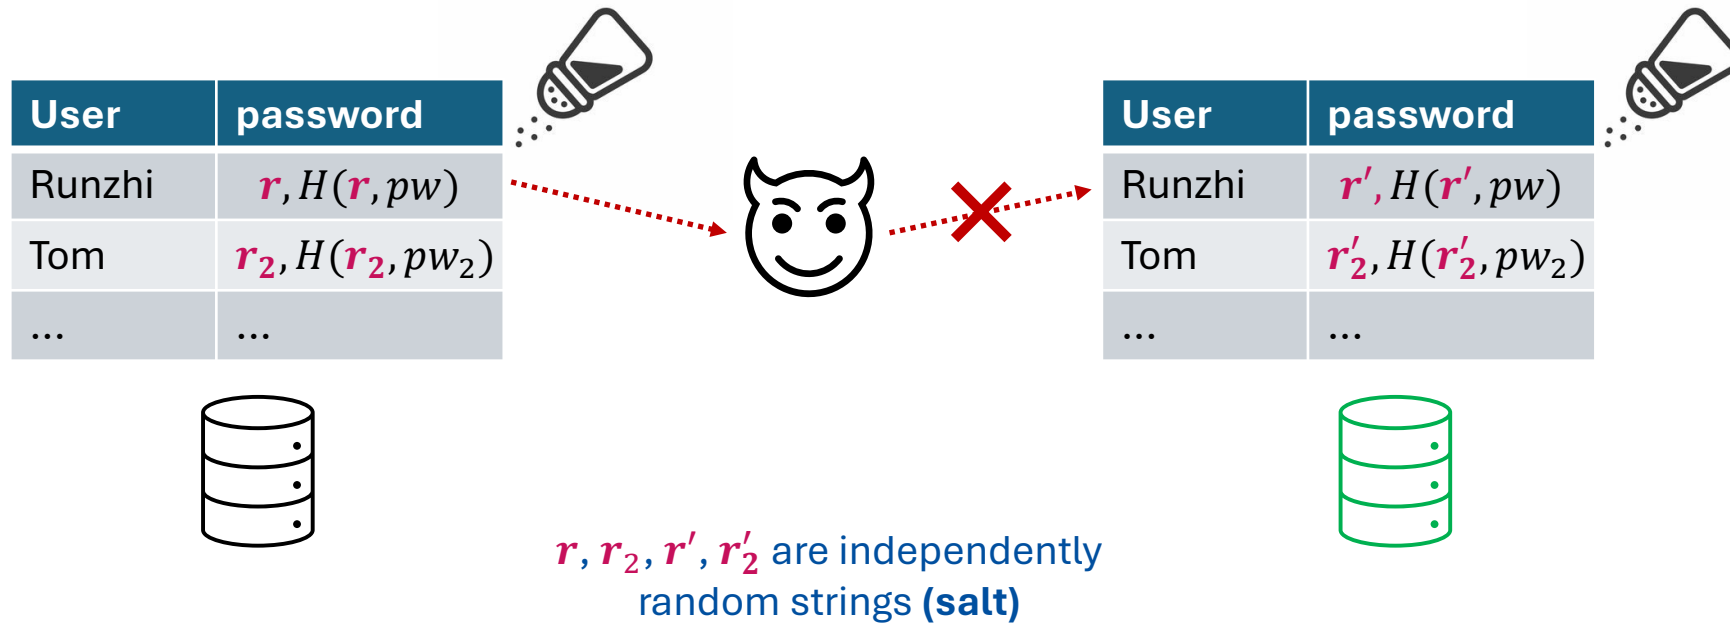 User password
Runzhi r, H(r, pw)
Tom r₂, H(r₂, pw₂)
... ...
User password
Runzhi r′, H(r′, pw)
Tom r′₂, H(r′₂, pw₂)
... ...
r, r₂, r′, r′₂ are independently
random strings (salt)